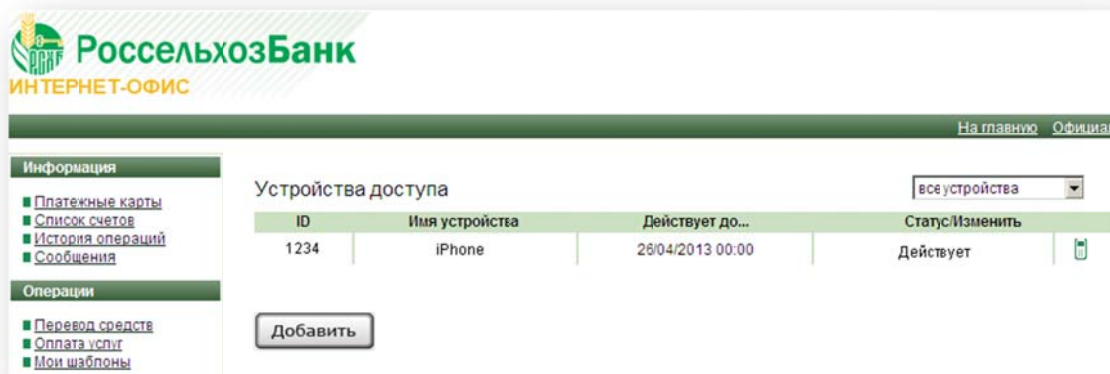 РоссельхозБанк
ИНТЕРНЕТ-ОФИС
На главную
Информация
Платежные карты
Список счетов
История операций
Сообщения
Операции
Перевод средств
Оплата услуг
Мои шаблоны
Устройства доступа
все устройства
ID Имя устройства Действует до... Статус/Изменить
1234 iPhone 26/04/2013 00:00 Действует
Добавить